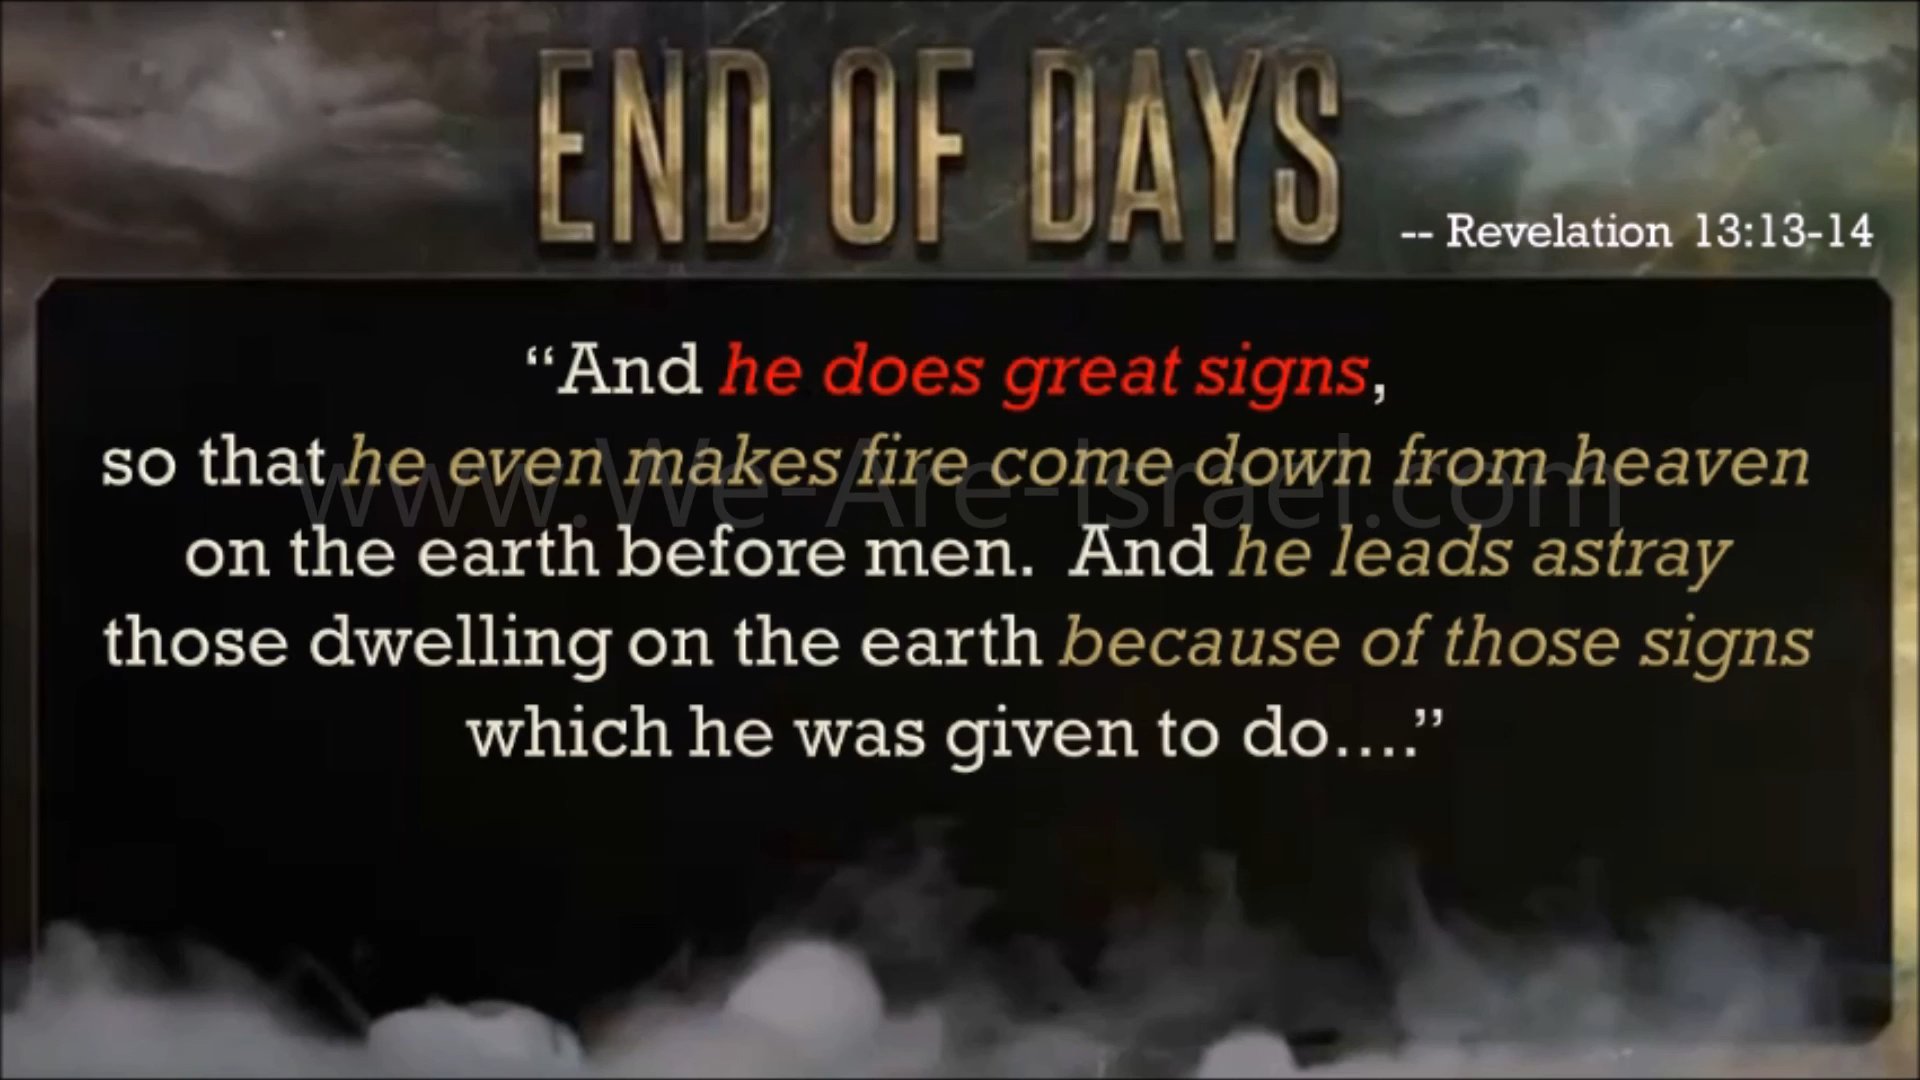 END OF DAYS
-- Revelation 13:13-14
“And he does great signs,
so that he even makes fire come down from heaven
www.We-Are-Israel.com
on the earth before men.  And he leads astray
those dwelling on the earth because of those signs
which he was given to do….”